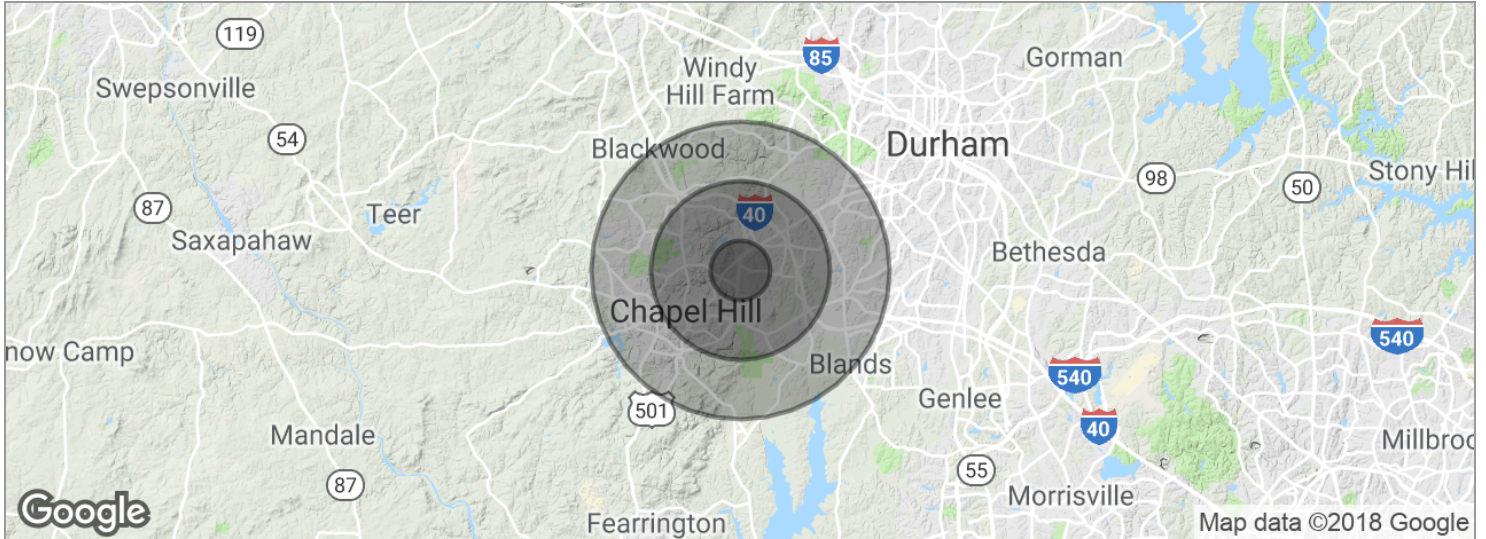 119
85
Gorman
Windy
Hill Farm
Swepsonville
54
Blackwood
Durham
98
50
Stony Hil
87
Teer
40
Saxapahaw
Bethesda
Chapel Hill
540
now Camp
Blands
540
Genlee
501
40
Mandale
Millbroo
55
87
Morrisville
Google
Fearrington
Map data ©2018 Google